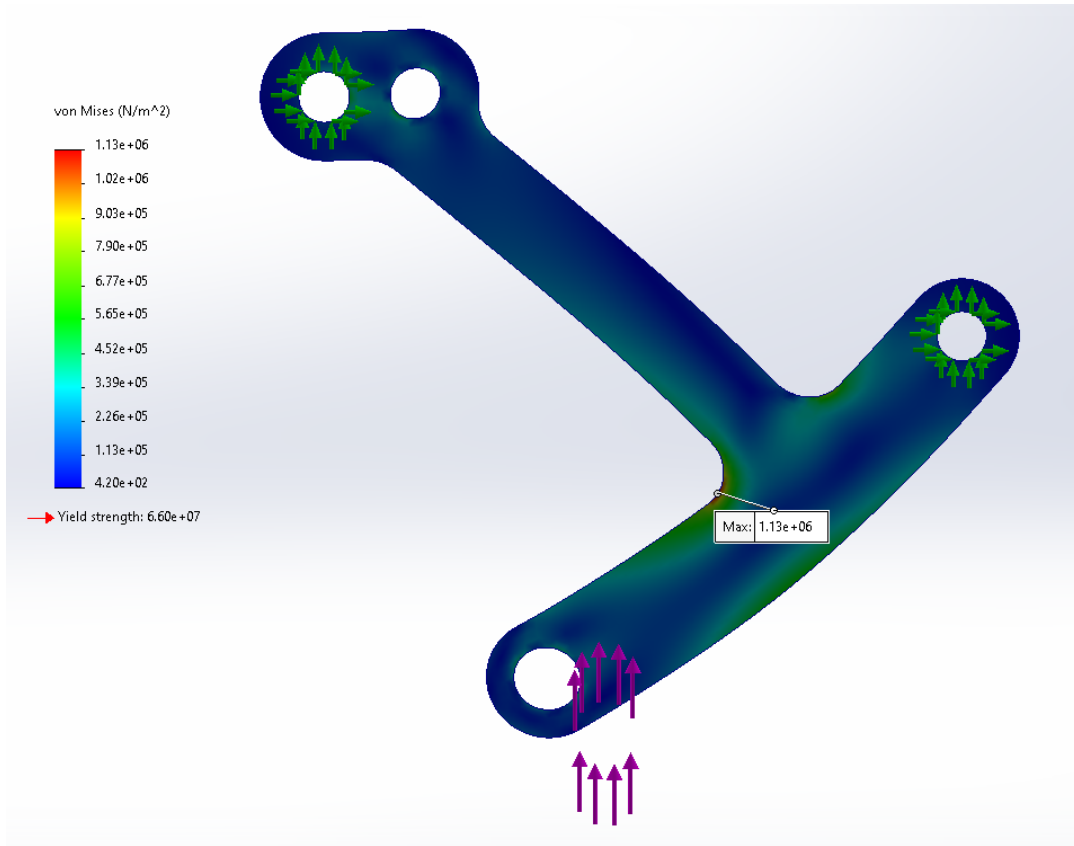 von Mises (N/m^2)
1.13e+06
1.02e+06
9.03e+05
7.90e+05
6.77e+05
5.65e+05
4.52e+05
3.39e+05
2.26e+05
1.13e+05
4.20e+02
Yield strength: 6.60e+07
Max: 1.13e+06